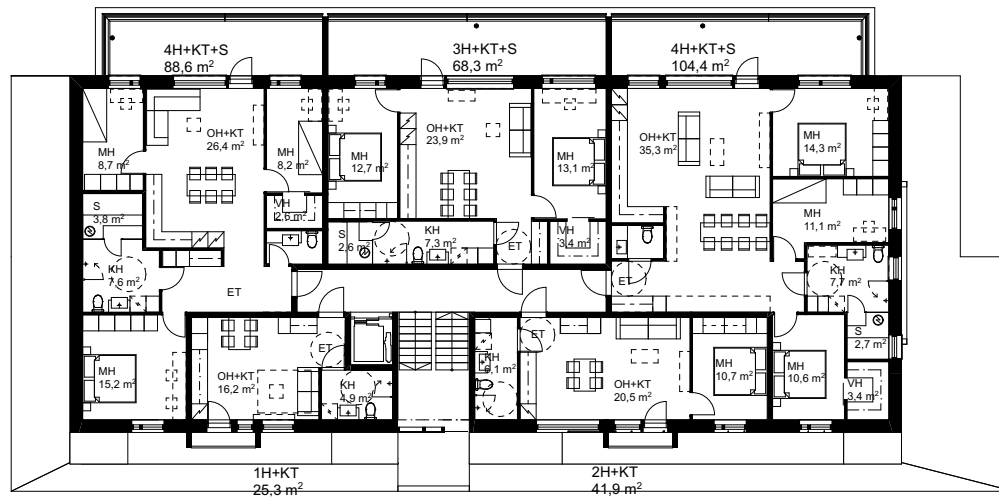 4H+KT+S
88,6 m²
3H+KT+S
68,3 m²
4H+KT+S
104,4 m²
MH
8,7 m²
OH+KT
26,4 m²
MH
8,2 m²
MH
12,7 m²
OH+KT
23,9 m²
MH
13,1 m²
OH+KT
35,3 m²
MH
14,3 m²
S
3,8 m²
VH
2,6 m²
S
2,6 m²
KH
7,3 m²
ET
VH
3,4 m²
MH
11,1 m²
KH
7,6 m²
ET
ET
KH
7,7 m²
S
2,7 m²
MH
15,2 m²
OH+KT
16,2 m²
ET
KH
4,9 m²
KH
6,1 m²
ET
OH+KT
20,5 m²
MH
10,7 m²
MH
10,6 m²
VH
3,4 m²
1H+KT
25,3 m²
2H+KT
41,9 m²